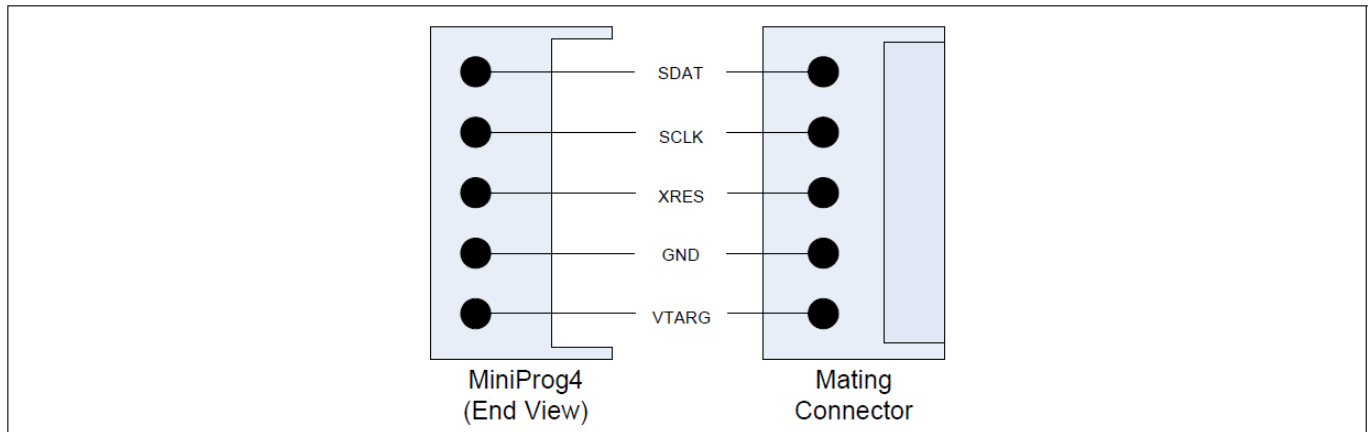 SDAT
SCLK
XRES
GND
VTARG
MiniProg4
(End View)
Mating
Connector